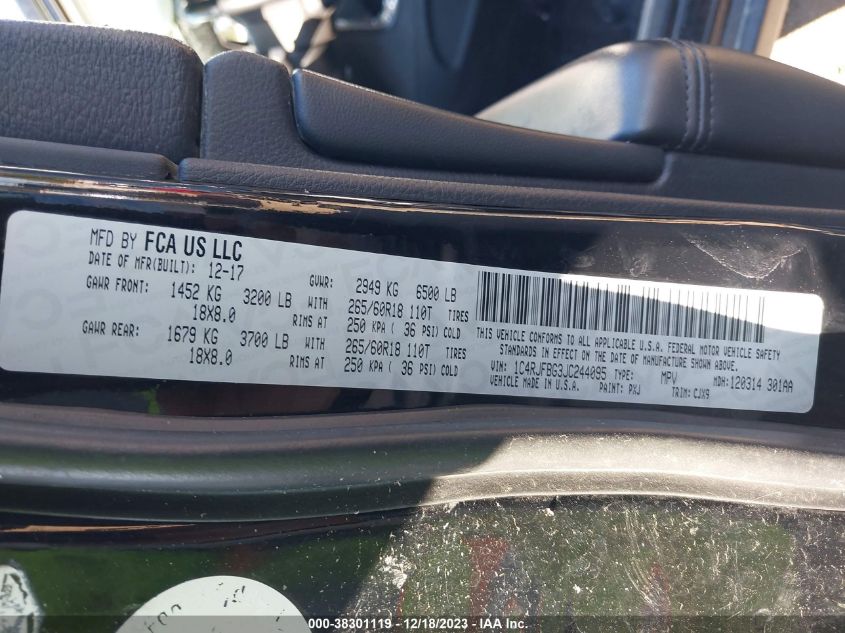 MFD BY FCA US LLC
DATE OF MFR(BUILT): 12-17
GVWR: 2949 KG 6500 LB
GAWR FRONT: 1452 KG 3200 LB WITH 265/60R18 110T TIRES
18X8.0 RIMS AT 250 KPA ( 36 PSI) COLD
GAWR REAR: 1679 KG 3700 LB WITH 265/60R18 110T TIRES
18X8.0 RIMS AT 250 KPA ( 36 PSI) COLD
THIS VEHICLE CONFORMS TO ALL APPLICABLE U.S.A. FEDERAL MOTOR VEHICLE SAFETY
STANDARDS IN EFFECT ON THE DATE OF MANUFACTURE SHOWN ABOVE.
VIN: 1C4RJFBG3JC244095 TYPE: MPV MDH: 120314 301AA
VEHICLE MADE IN U.S.A. PAINT: PXJ TRIM: CJX9
000-38301119 // 12/18/2023 // IAA Inc.